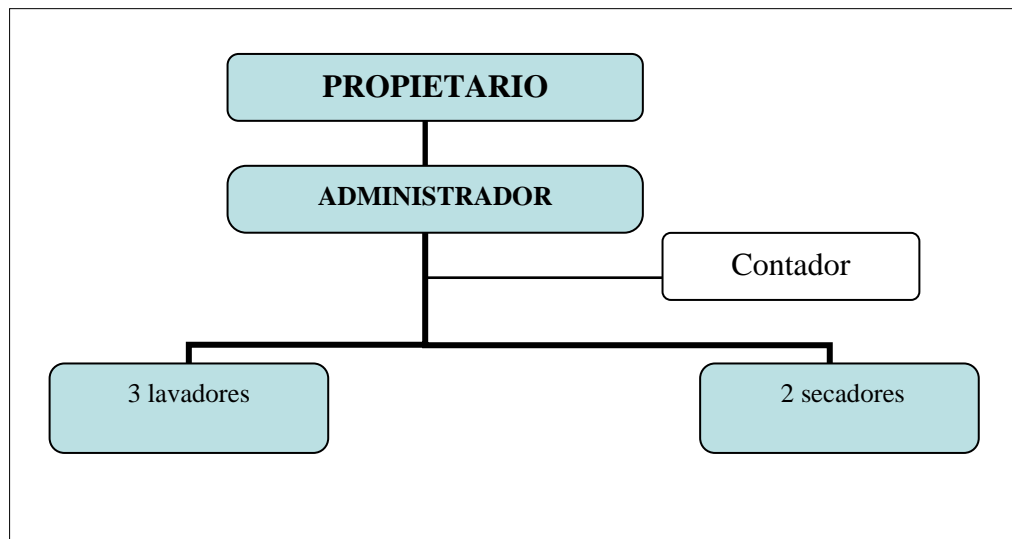 PROPIETARIO
ADMINISTRADOR
Contador
3 lavadores
2 secadores